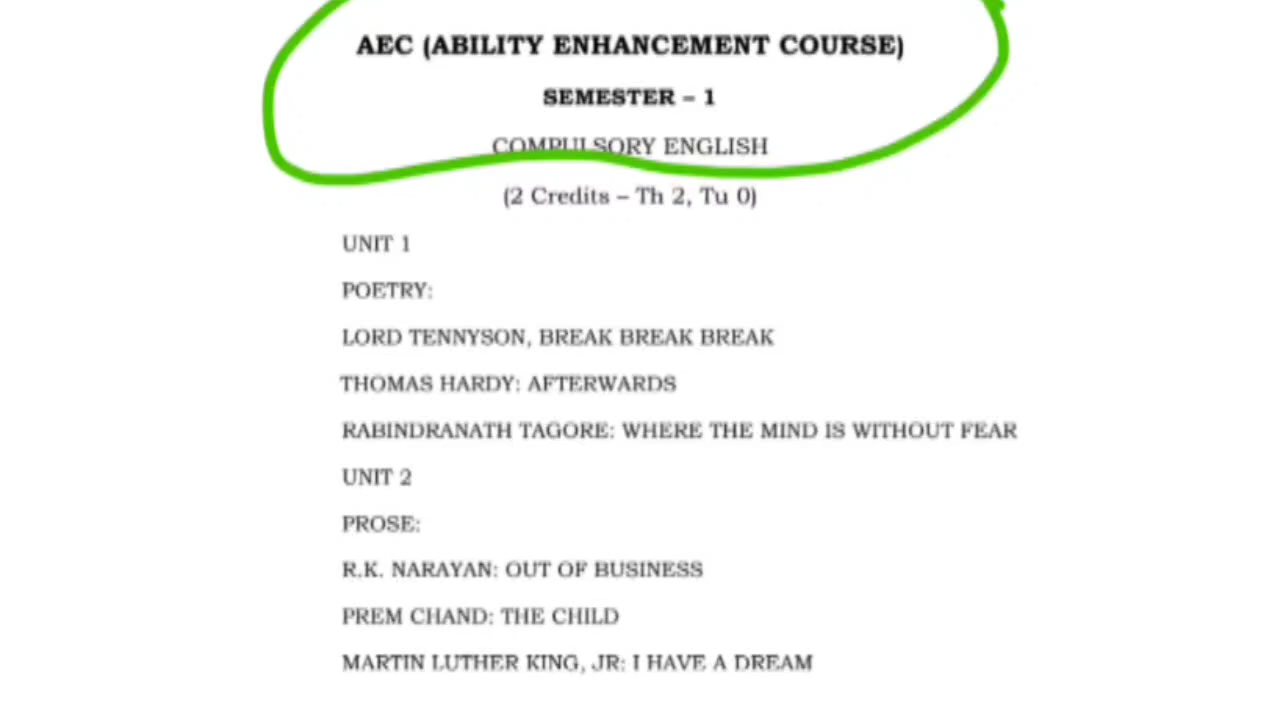 AEC (ABILITY ENHANCEMENT COURSE)
SEMESTER – 1
COMPULSORY ENGLISH
(2 Credits – Th 2, Tu 0)
UNIT 1
POETRY:
LORD TENNYSON, BREAK BREAK BREAK
THOMAS HARDY: AFTERWARDS
RABINDRANATH TAGORE: WHERE THE MIND IS WITHOUT FEAR
UNIT 2
PROSE:
R.K. NARAYAN: OUT OF BUSINESS
PREM CHAND: THE CHILD
MARTIN LUTHER KING, JR: I HAVE A DREAM